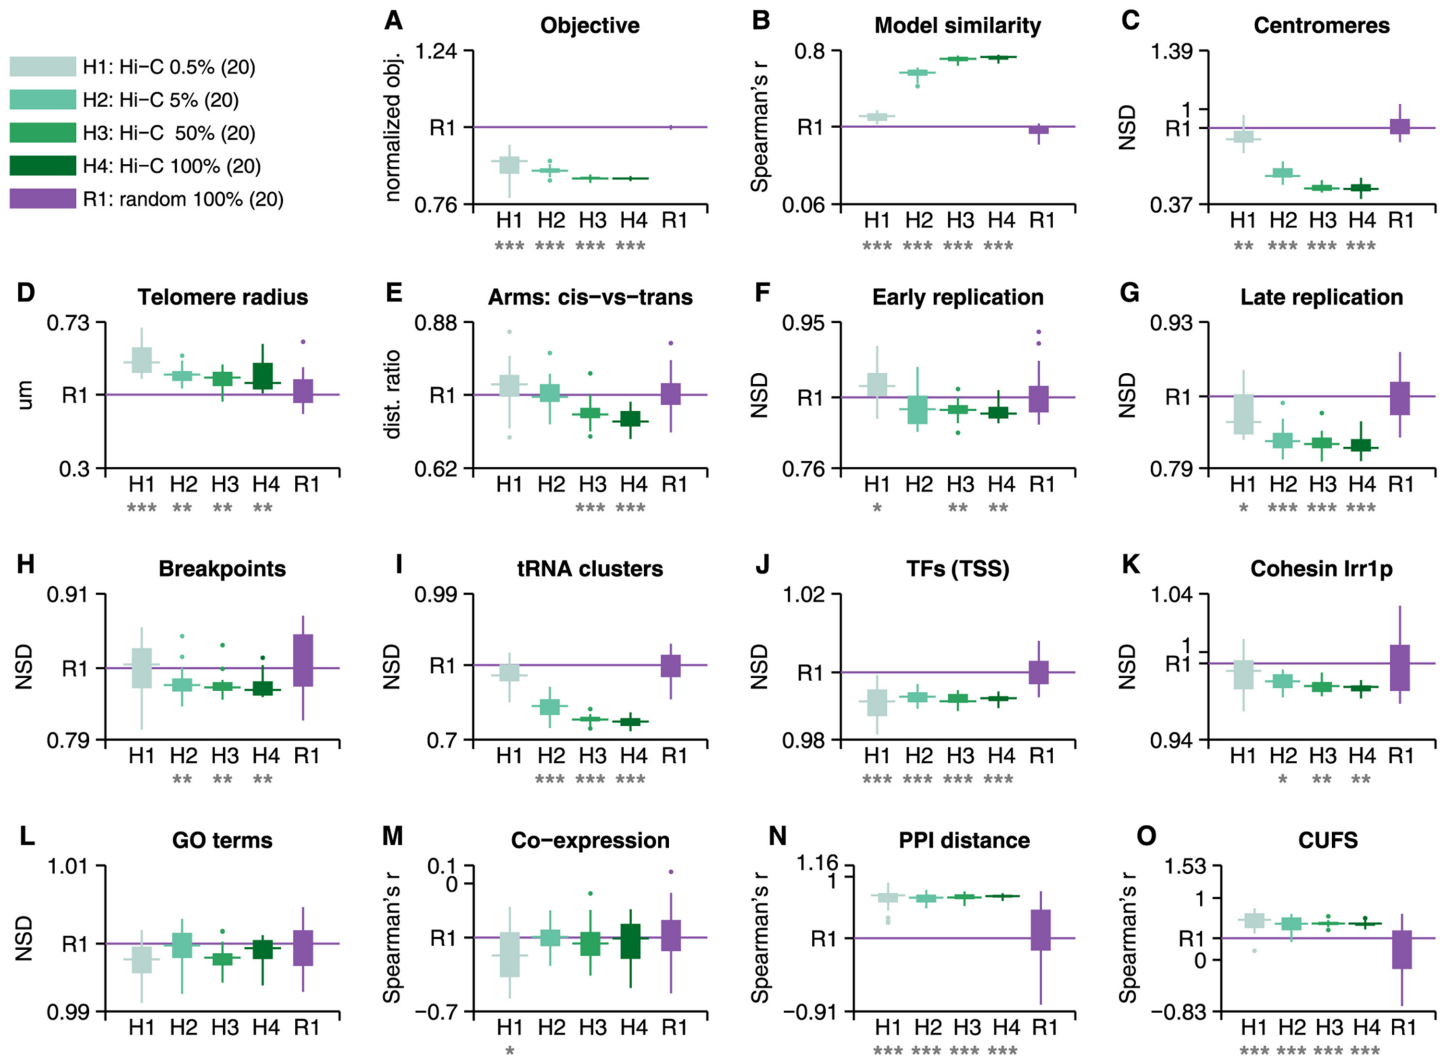 H1: Hi−C 0.5% (20)
H2: Hi−C 5% (20)
H3: Hi−C 50% (20)
H4: Hi−C 100% (20)
R1: random 100% (20)
A Objective
normalized obj.
1.24
R1
0.76
H1 H2 H3 H4 R1
*** *** *** ***
B Model similarity
Spearman's r
0.8
R1
0.06
H1 H2 H3 H4 R1
*** *** *** ***
C Centromeres
NSD
1.39
1
R1
0.37
H1 H2 H3 H4 R1
** *** *** ***
D Telomere radius
um
0.73
R1
0.3
H1 H2 H3 H4 R1
*** ** ** **
E Arms: cis−vs−trans
dist. ratio
0.88
R1
0.62
H1 H2 H3 H4 R1
*** ***
F Early replication
NSD
0.95
R1
0.76
H1 H2 H3 H4 R1
* ** **
G Late replication
NSD
0.93
R1
0.79
H1 H2 H3 H4 R1
* *** *** ***
H Breakpoints
NSD
0.91
R1
0.79
H1 H2 H3 H4 R1
** ** **
I tRNA clusters
NSD
0.99
R1
0.7
H1 H2 H3 H4 R1
*** *** ***
J TFs (TSS)
NSD
1.02
R1
0.98
H1 H2 H3 H4 R1
*** *** *** ***
K Cohesin Irr1p
NSD
1.04
1
R1
0.94
H1 H2 H3 H4 R1
* ** **
L GO terms
NSD
1.01
R1
0.99
H1 H2 H3 H4 R1
M Co−expression
Spearman's r
0.1
0
R1
−0.7
H1 H2 H3 H4 R1
*
N PPI distance
Spearman's r
1.16
1
R1
−0.91
H1 H2 H3 H4 R1
*** *** *** ***
O CUFS
Spearman's r
1.53
1
R1
0
−0.83
H1 H2 H3 H4 R1
*** *** *** ***